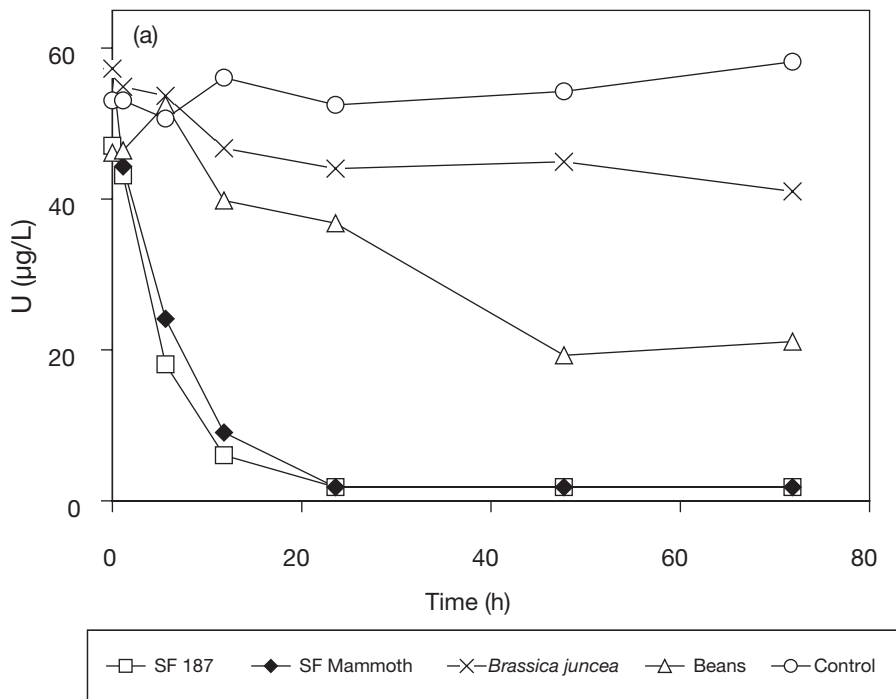 (a)
60
40
20
0
U (µg/L)
0 20 40 60 80
Time (h)
SF 187 SF Mammoth Brassica juncea Beans Control